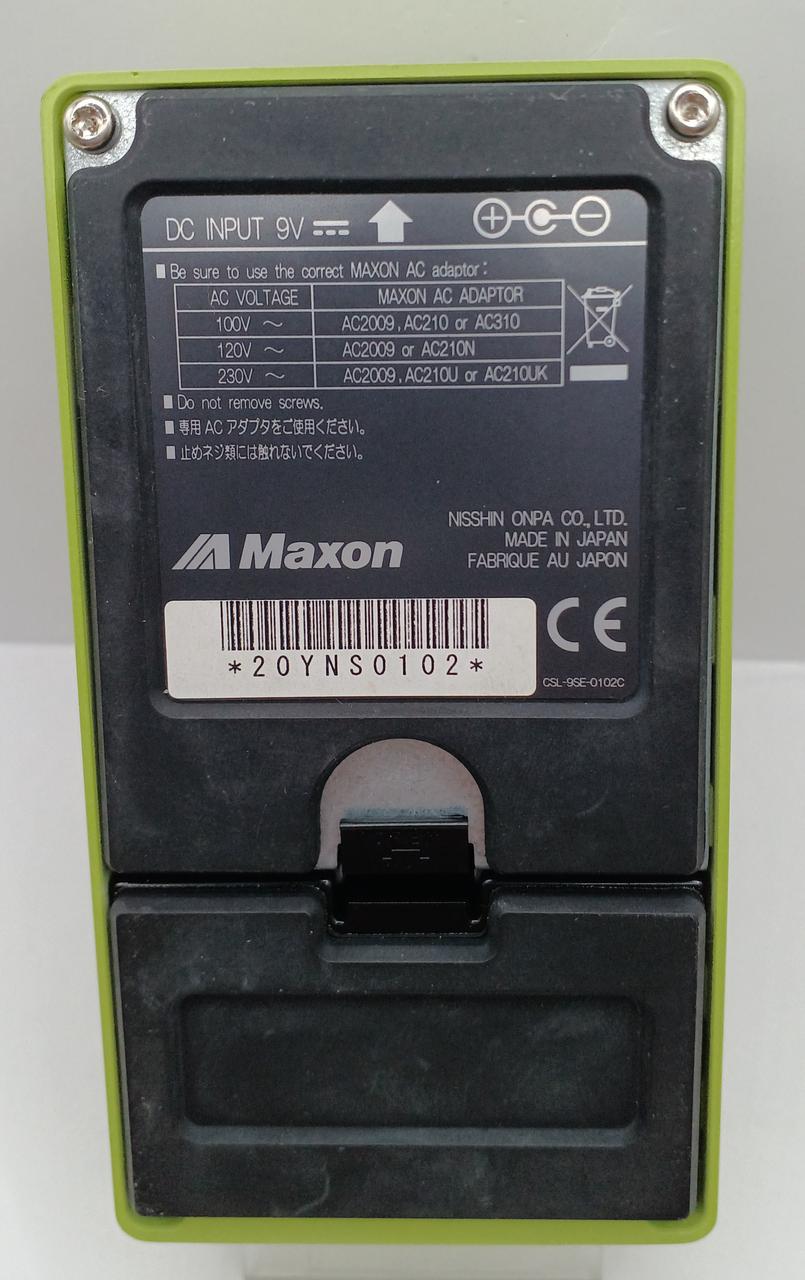 DC INPUT 9V
■ Be sure to use the correct MAXON AC adaptor:
AC VOLTAGE MAXON AC ADAPTOR
100V ～ AC2009, AC210 or AC310
120V ～ AC2009 or AC210N
230V ～ AC2009, AC210U or AC210UK
■ Do not remove screws.
■ 専用 AC アダプタをご使用ください。
■ 止めネジ類には触れないでください。
NISSHIN ONPA CO., LTD.
MADE IN JAPAN
FABRIQUE AU JAPON
Maxon
*20YNS0102*
CE
CSL-9SE-0102C